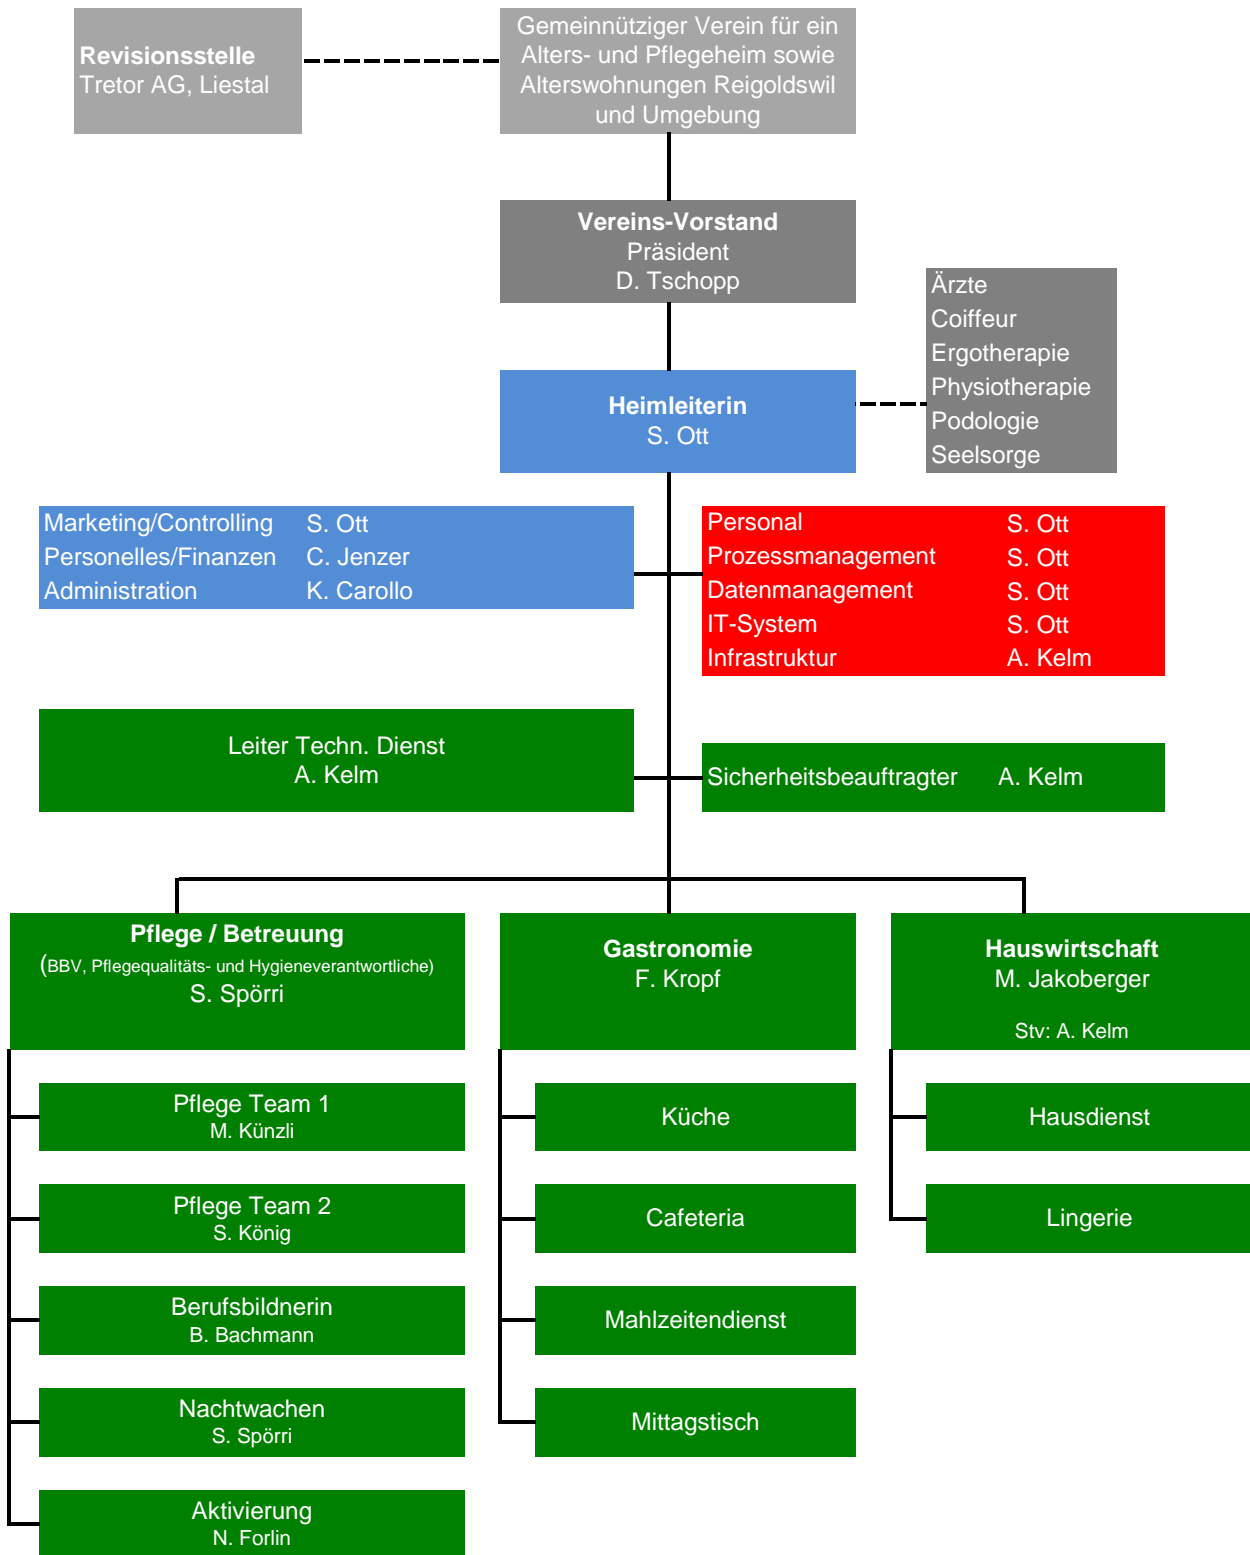 Revisionsstelle
Tretor AG, Liestal
Gemeinnütziger Verein für ein
Alters- und Pflegeheim sowie
Alterswohnungen Reigoldswil
und Umgebung
Vereins-Vorstand
Präsident
D. Tschopp
Ärzte
Coiffeur
Ergotherapie
Physiotherapie
Podologie
Seelsorge
Heimleiterin
S. Ott
Marketing/Controlling S. Ott
Personelles/Finanzen C. Jenzer
Administration K. Carollo
Personal S. Ott
Prozessmanagement S. Ott
Datenmanagement S. Ott
IT-System S. Ott
Infrastruktur A. Kelm
Leiter Techn. Dienst
A. Kelm
Sicherheitsbeauftragter A. Kelm
Pflege / Betreuung
(BBV, Pflegequalitäts- und Hygieneverantwortliche)
S. Spörri
Pflege Team 1
M. Künzli
Pflege Team 2
S. König
Berufsbildnerin
B. Bachmann
Nachtwachen
S. Spörri
Aktivierung
N. Forlin
Gastronomie
F. Kropf
Küche
Cafeteria
Mahlzeitendienst
Mittagstisch
Hauswirtschaft
M. Jakoberger
Stv: A. Kelm
Hausdienst
Lingerie